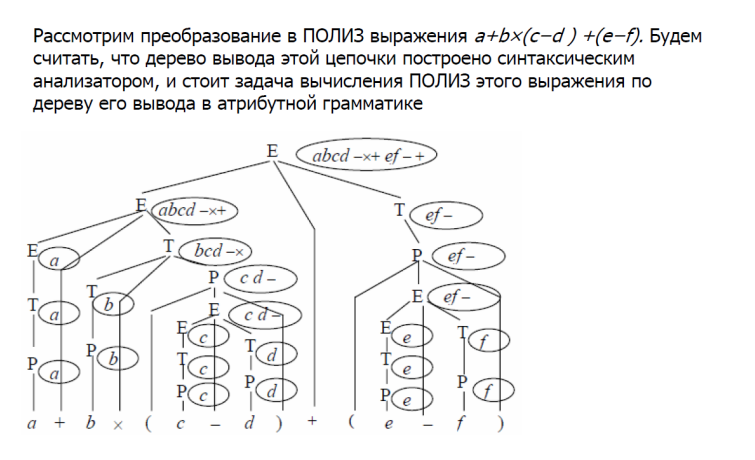 Рассмотрим преобразование в ПОЛИЗ выражения a+b×(c−d ) +(e−f). Будем
считать, что дерево вывода этой цепочки построено синтаксическим
анализатором, и стоит задача вычисления ПОЛИЗ этого выражения по
дереву его вывода в атрибутной грамматике
E abcd −×+ ef − +
E abcd −×+ T ef −
E a T bcd −× P ef −
T a T b P c d − E ef −
P a P b E c d − E e T f
E c T d T e P f
T c P d P e
P c
a + b × ( c − d ) + ( e − f )